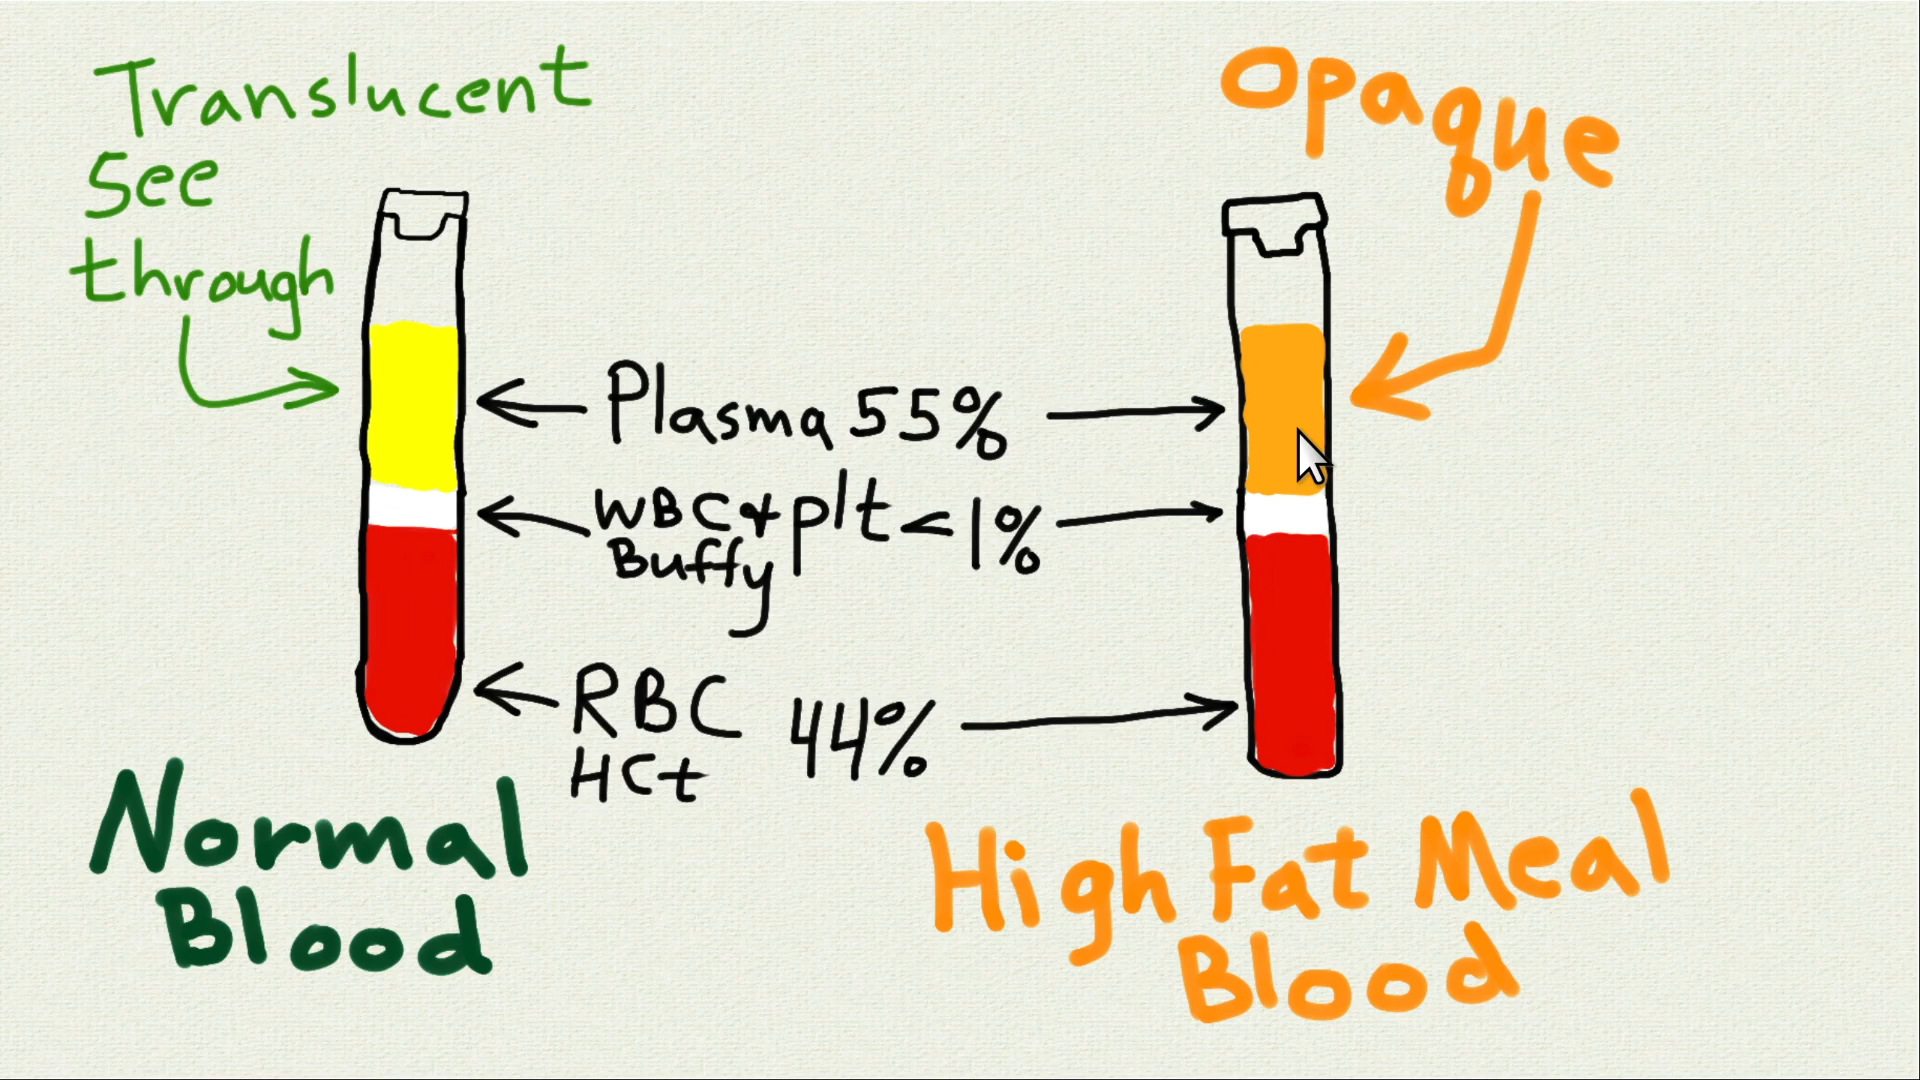 Translucent
See
through
Opaque
Plasma 55%
WBC + plt < 1%
Buffy
RBC 44%
HCt
Normal
Blood
High Fat Meal
Blood